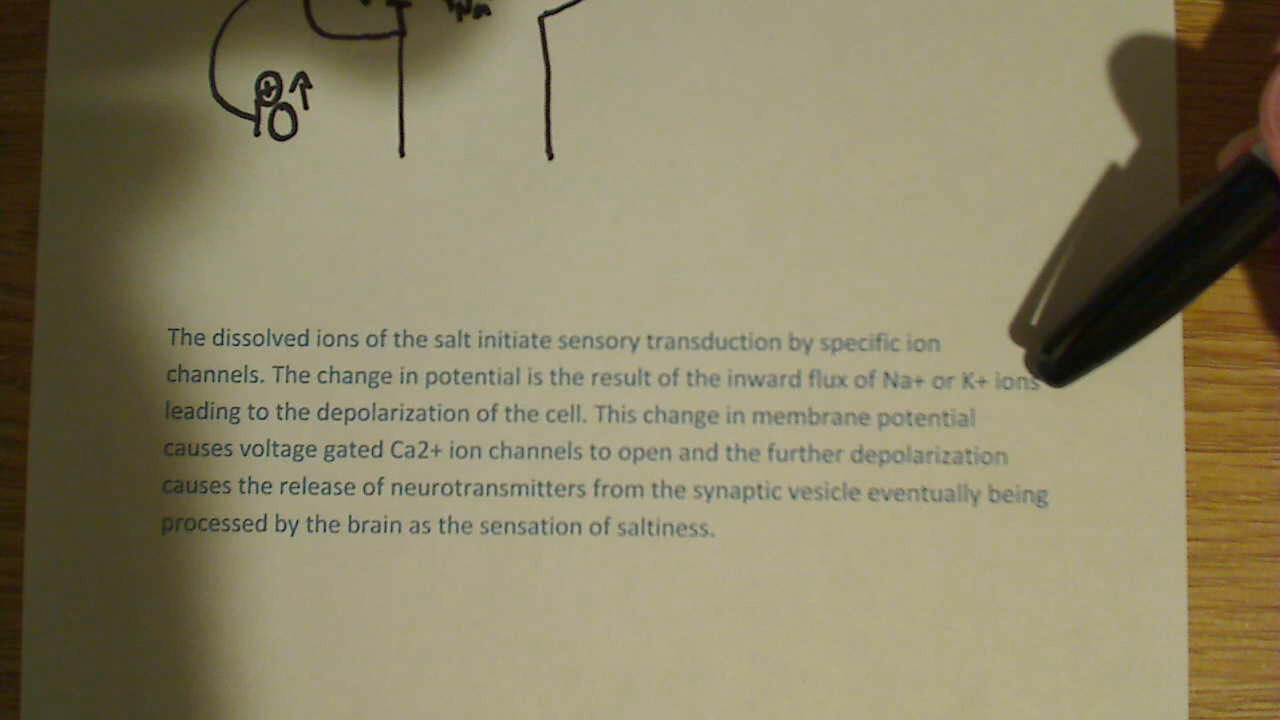 Na
The dissolved ions of the salt initiate sensory transduction by specific ion
channels. The change in potential is the result of the inward flux of Na+ or K+ ions
leading to the depolarization of the cell. This change in membrane potential
causes voltage gated Ca2+ ion channels to open and the further depolarization
causes the release of neurotransmitters from the synaptic vesicle eventually being
processed by the brain as the sensation of saltiness.